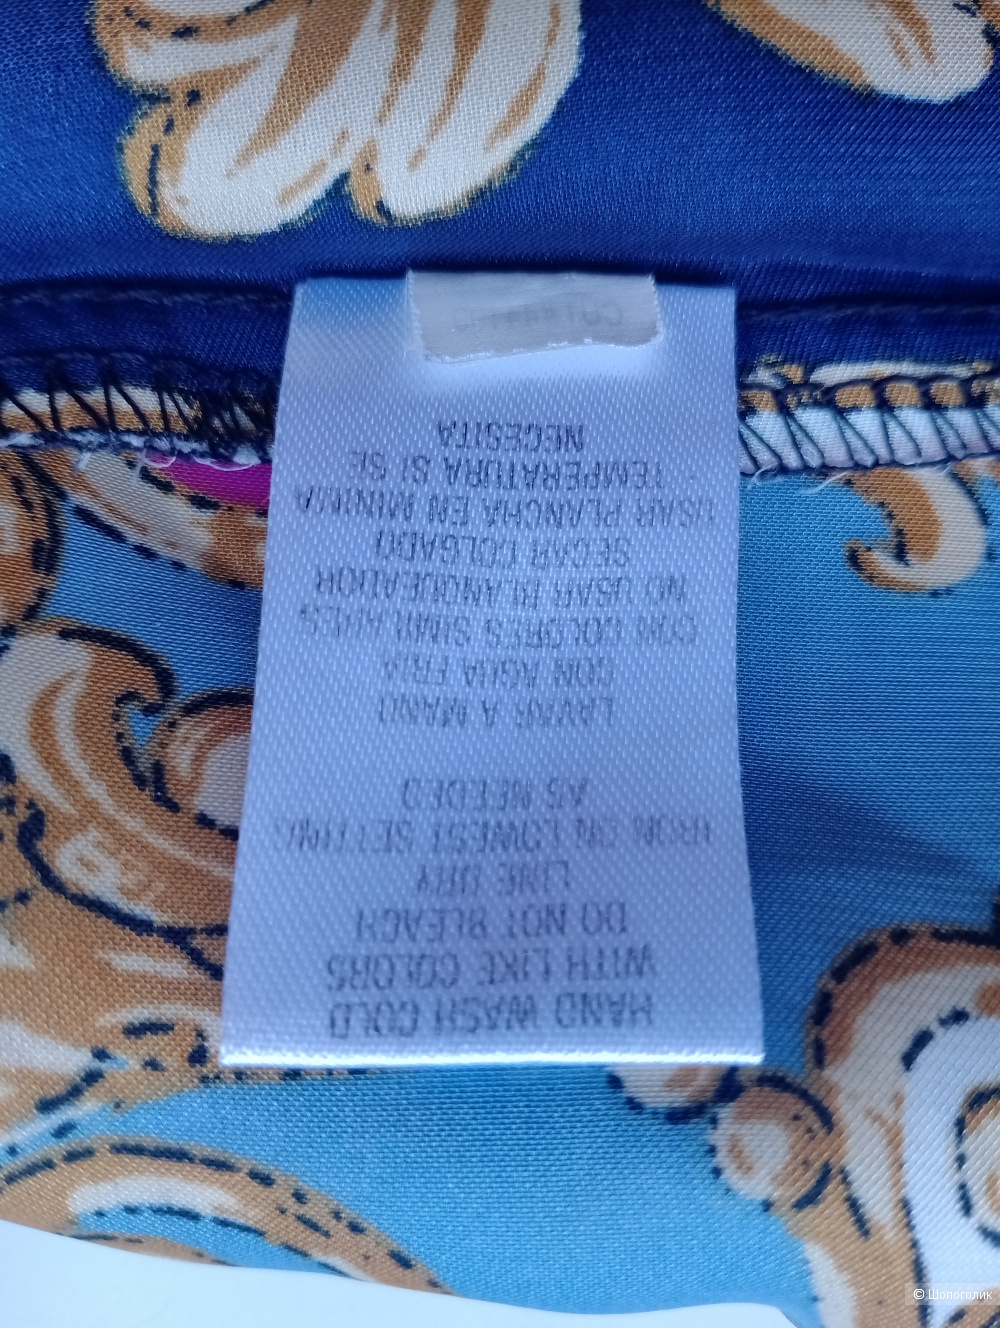 HAND WASH COLD
WITH LIKE COLORS
DO NOT BLEACH
LINE DRY
IRON ON LOWEST SETTING
AS NEEDED
LAVAR A MANO
CON AGUA FRIA
CON COLORES SIMILARES
NO USAR BLANQUEADOR
SECAR COLGADO
USAR PLANCHA EN MINIMA
TEMPERATURA SI SE
NECESITA
© Шопоголик